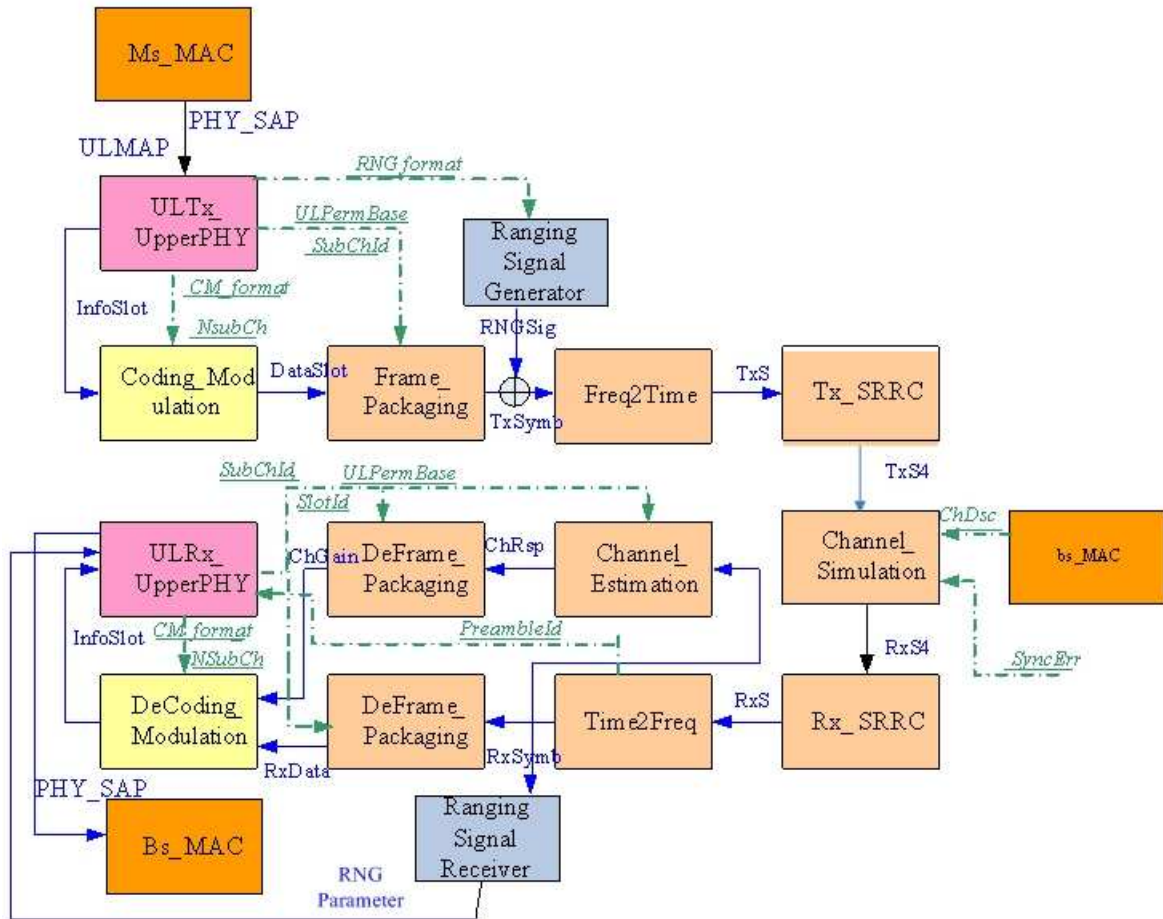 Ms_MAC
PHY_SAP
ULMAP
RNG format
ULTx_
UpperPHY
ULPermBase
SubChId
Ranging
Signal
Generator
CM_format
InfoSlot
NsubCh
RNGSig
Coding_Mod
ulation
DataSlot
Frame_
Packaging
TxSymb
Freq2Time
TxS
Tx_SRRC
TxS4
SubChId
ULPermBase
SlotId
ChDsc
ULRx_
UpperPHY
ChGain
DeFrame_
Packaging
ChRsp
Channel_
Estimation
Channel_
Simulation
bs_MAC
InfoSlot
CM_format
NSubCh
PreambleId
RxS4
SyncErr
DeCoding_
Modulation
RxData
DeFrame_
Packaging
RxSymb
Time2Freq
RxS
Rx_SRRC
PHY_SAP
Bs_MAC
Ranging
Signal
Receiver
RNG
Parameter